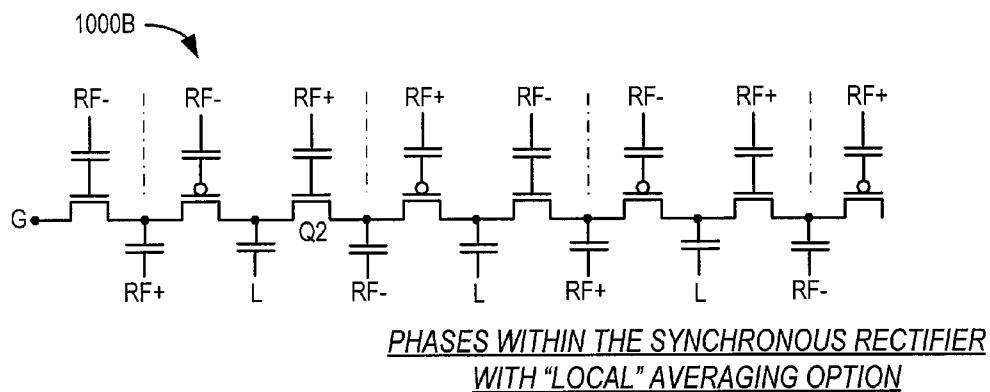 1000B
RF- RF- RF+ RF+ RF- RF- RF+ RF+
G Q2
RF+ L RF- L RF+ L RF-
PHASES WITHIN THE SYNCHRONOUS RECTIFIER
WITH "LOCAL" AVERAGING OPTION